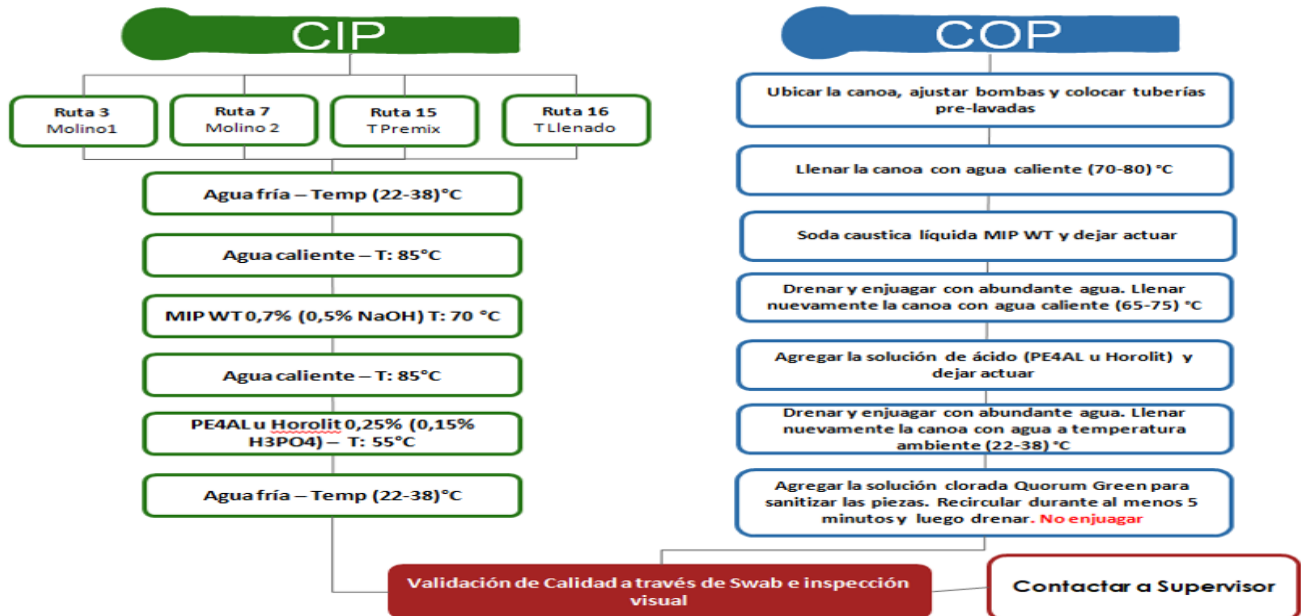 CIP
Ruta 3
Molino1
Ruta 7
Molino 2
Ruta 15
T Premix
Ruta 16
T Llenado
Agua fría – Temp (22-38)°C
Agua caliente – T: 85°C
MIP WT 0,7% (0,5% NaOH) T: 70 °C
Agua caliente – T: 85°C
PE4AL u Horolit 0,25% (0,15%
H3PO4) – T: 55°C
Agua fría – Temp (22-38)°C
COP
Ubicar la canoa, ajustar bombas y colocar tuberías
pre-lavadas
Llenar la canoa con agua caliente (70-80) °C
Soda caustica líquida MIP WT y dejar actuar
Drenar y enjuagar con abundante agua. Llenar
nuevamente la canoa con agua caliente (65-75) °C
Agregar la solución de ácido (PE4AL u Horolit) y
dejar actuar
Drenar y enjuagar con abundante agua. Llenar
nuevamente la canoa con agua a temperatura
ambiente (22-38) °C
Agregar la solución clorada Quorum Green para
sanitizar las piezas. Recircular durante al menos 5
minutos y luego drenar. No enjuagar
Validación de Calidad a través de Swab e inspección
visual
Contactar a Supervisor